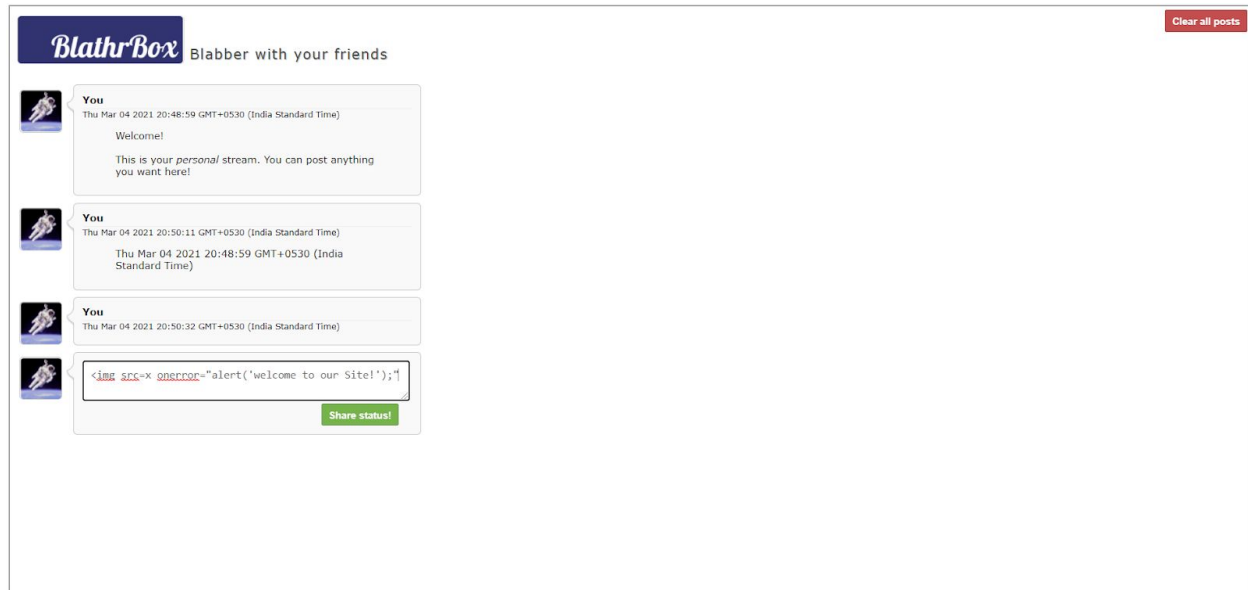 Clear all posts
BlathrBox Blabber with your friends
You
Thu Mar 04 2021 20:48:59 GMT+0530 (India Standard Time)
Welcome!
This is your personal stream. You can post anything
you want here!
You
Thu Mar 04 2021 20:50:11 GMT+0530 (India Standard Time)
Thu Mar 04 2021 20:48:59 GMT+0530 (India
Standard Time)
You
Thu Mar 04 2021 20:50:32 GMT+0530 (India Standard Time)
<img src=x onerror="alert('welcome to our Site!');"
Share status!